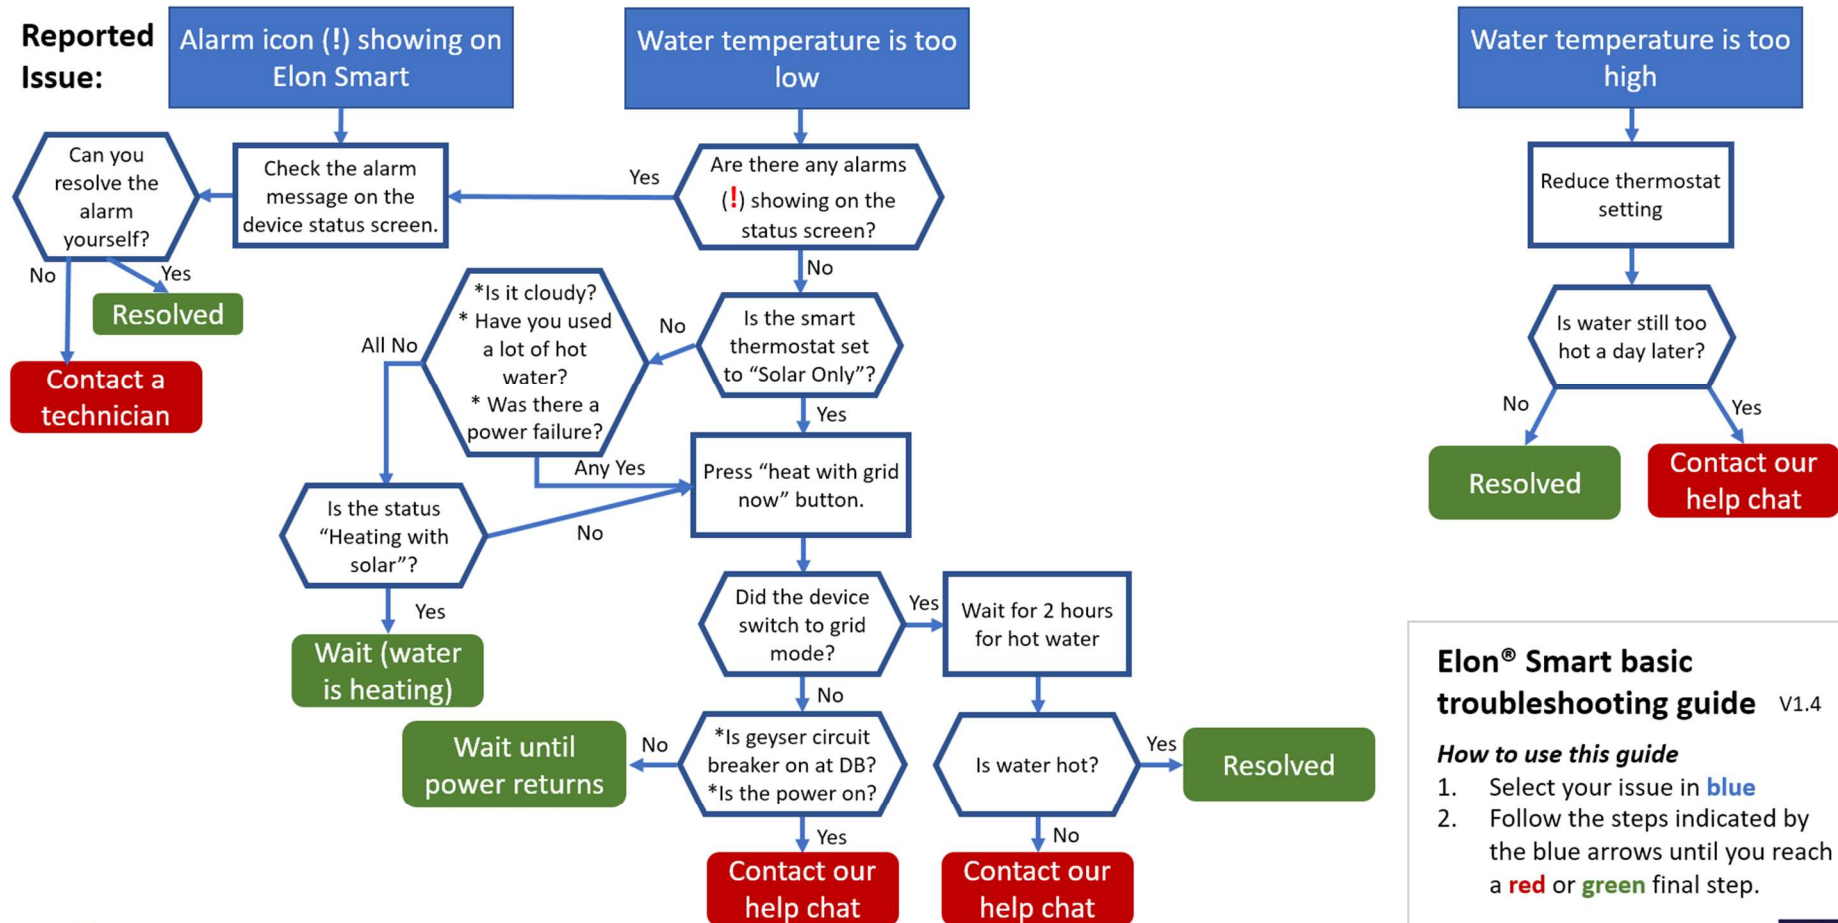 Reported
Issue:
Alarm icon (!) showing on
Elon Smart
Water temperature is too
low
Water temperature is too
high
Can you
resolve the
alarm
yourself?
Check the alarm
message on the
device status screen.
Yes
Are there any alarms
(!) showing on the
status screen?
Reduce thermostat
setting
No
Yes
Resolved
Contact a
technician
No
*Is it cloudy?
* Have you used
a lot of hot
water?
* Was there a
power failure?
No
Is the smart
thermostat set
to “Solar Only”?
All No
Any Yes
Yes
Is water still too
hot a day later?
No
Yes
Resolved
Contact our
help chat
Is the status
“Heating with
solar”?
No
Press “heat with grid
now” button.
Yes
Wait (water
is heating)
Did the device
switch to grid
mode?
Yes
Wait for 2 hours
for hot water
No
Wait until
power returns
No
*Is geyser circuit
breaker on at DB?
*Is the power on?
Is water hot?
Yes
Resolved
Yes
No
Contact our
help chat
Contact our
help chat
Elon® Smart basic
troubleshooting guide V1.4
How to use this guide
1. Select your issue in blue
2. Follow the steps indicated by
the blue arrows until you reach
a red or green final step.